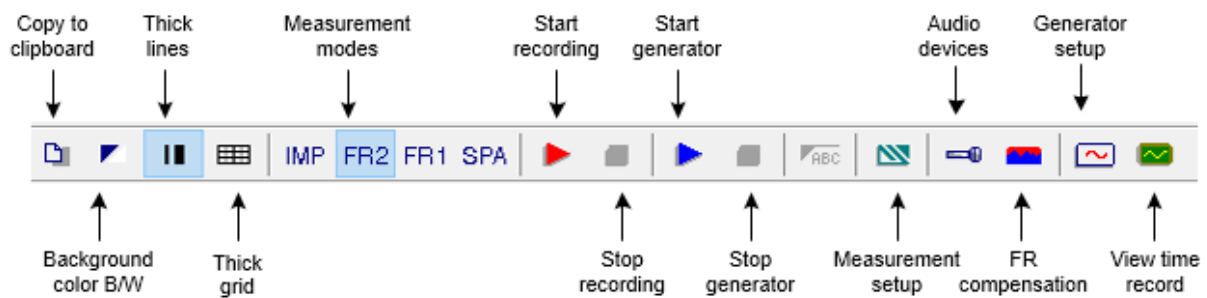 Copy to
clipboard
Thick
lines
Measurement
modes
Start
recording
Start
generator
Audio
devices
Generator
setup
IMP FR2 FR1 SPA
ABC
Background
color B/W
Thick
grid
Stop
recording
Stop
generator
Measurement
setup
FR
compensation
View time
record